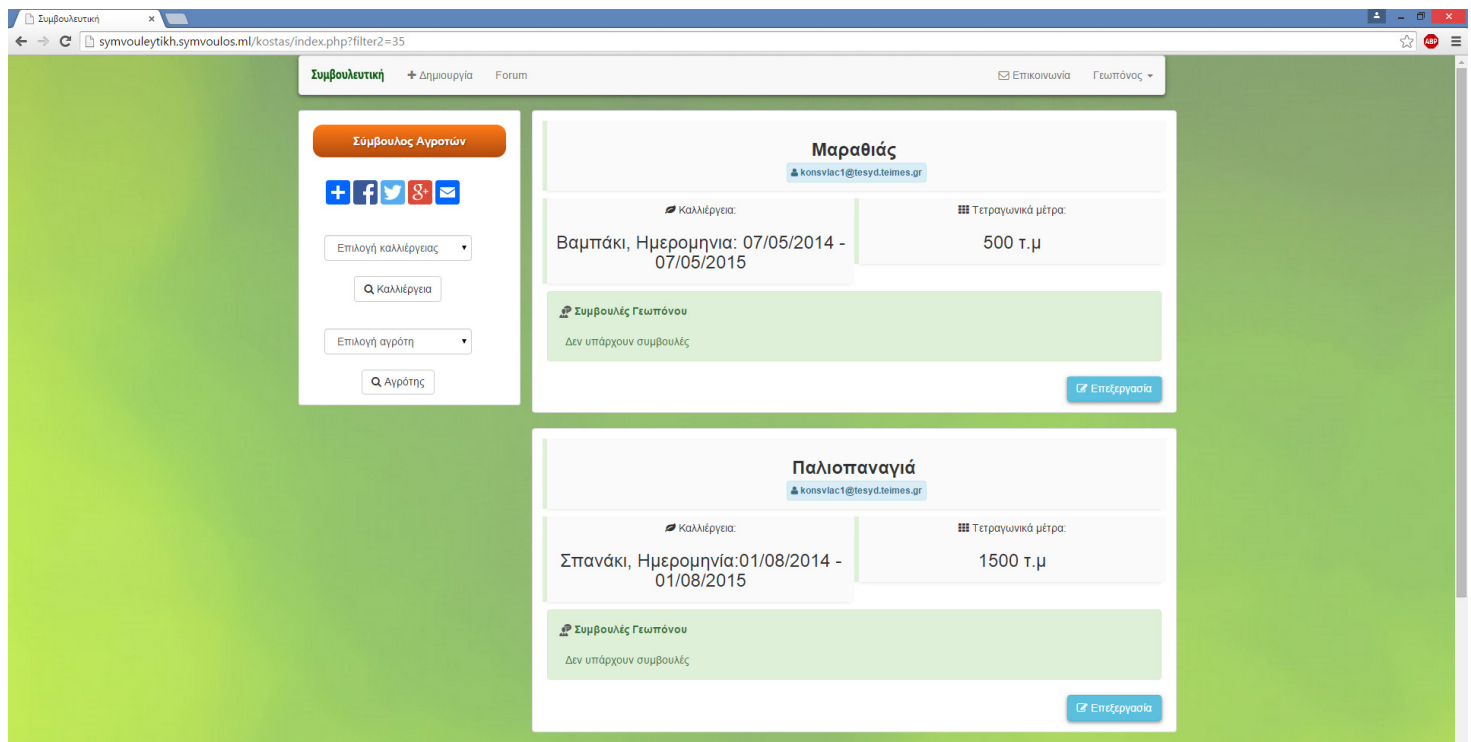 Συμβουλευτική
symvouleytikh.symvoulos.ml/kostas/index.php?filter2=35
ABP
Συμβουλευτική + Δημιουργία Forum Επικοινωνία Γεωπόνος
Σύμβουλος Αγροτών
Επιλογή καλλιέργειας
Καλλιέργεια
Επιλογή αγρότη
Αγρότης
Μαραθιάς
konsvlac1@tesyd.teimes.gr
Καλλιέργεια:
Βαμπάκι, Ημερομηνια: 07/05/2014 -
07/05/2015
Τετραγωνικά μέτρα:
500 τ.μ
Συμβουλές Γεωπόνου
Δεν υπάρχουν συμβουλές
Επεξεργασία
Παλιοπαναγιά
konsvlac1@tesyd.teimes.gr
Καλλιέργεια:
Σπανάκι, Ημερομηνία:01/08/2014 -
01/08/2015
Τετραγωνικά μέτρα:
1500 τ.μ
Συμβουλές Γεωπόνου
Δεν υπάρχουν συμβουλές
Επεξεργασία